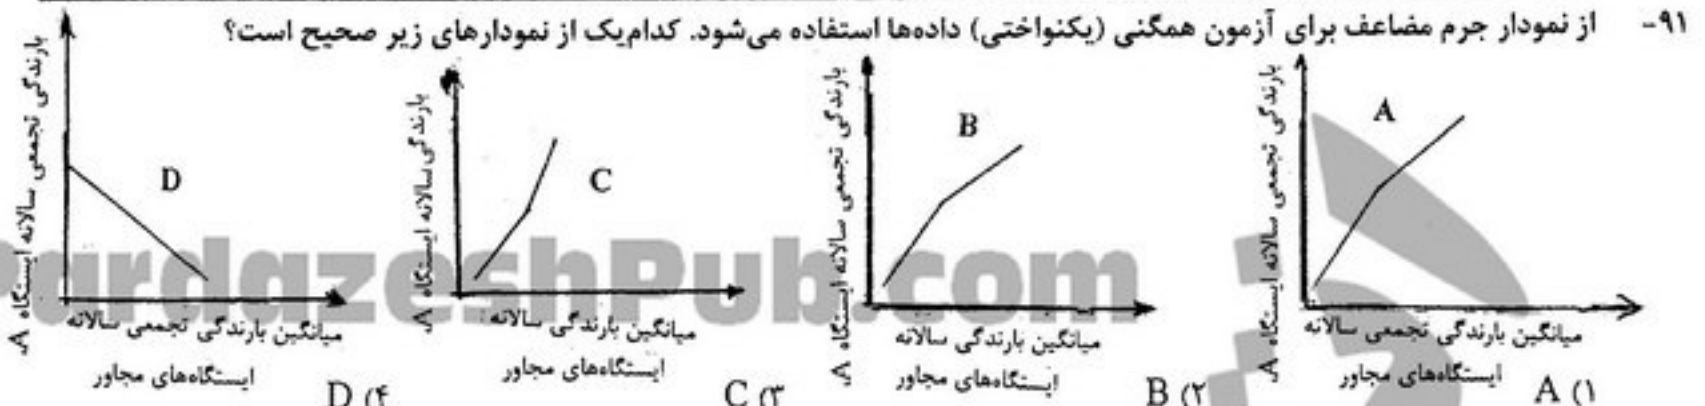 ۹۱- از نمودار جرم مضاعف برای آزمون همگنی (یکنواختی) داده‌ها استفاده می‌شود. کدام‌یک از نمودارهای زیر صحیح است؟
بارندگی تجمعی سالانه ایستگاه A
A
میانگین بارندگی تجمعی سالانه
ایستگاه‌های مجاور
A (۱
بارندگی تجمعی سالانه ایستگاه A
B
میانگین بارندگی سالانه
ایستگاه‌های مجاور
B (۲
بارندگی سالانه ایستگاه A
C
میانگین بارندگی سالانه
ایستگاه‌های مجاور
C (۳
بارندگی تجمعی سالانه ایستگاه A
D
میانگین بارندگی تجمعی سالانه
ایستگاه‌های مجاور
D (۴
PardazeshPub.com